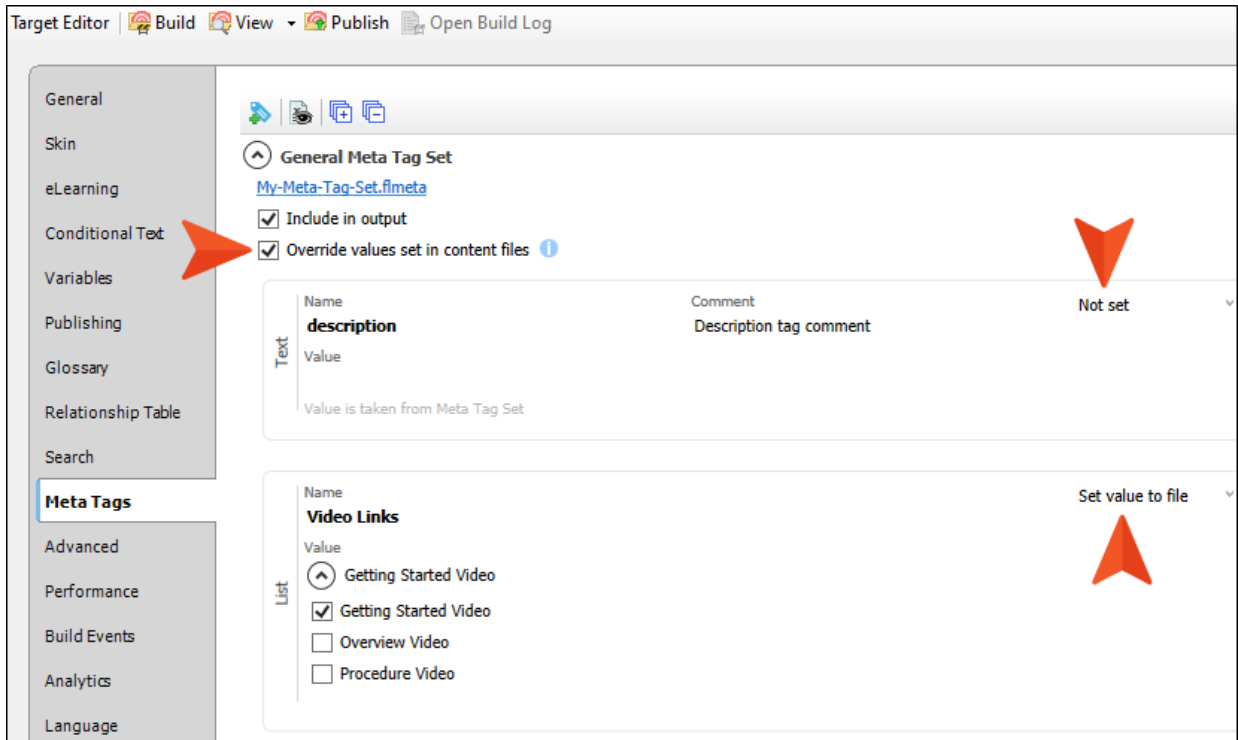 Target Editor Build View Publish Open Build Log
General
Skin
eLearning
Conditional Text
Variables
Publishing
Glossary
Relationship Table
Search
Meta Tags
Advanced
Performance
Build Events
Analytics
Language
General Meta Tag Set
My-Meta-Tag-Set.flmeta
Include in output
Override values set in content files
Text
Name
description
Value
Value is taken from Meta Tag Set
Comment
Description tag comment
Not set
List
Name
Video Links
Value
Getting Started Video
Getting Started Video
Overview Video
Procedure Video
Set value to file